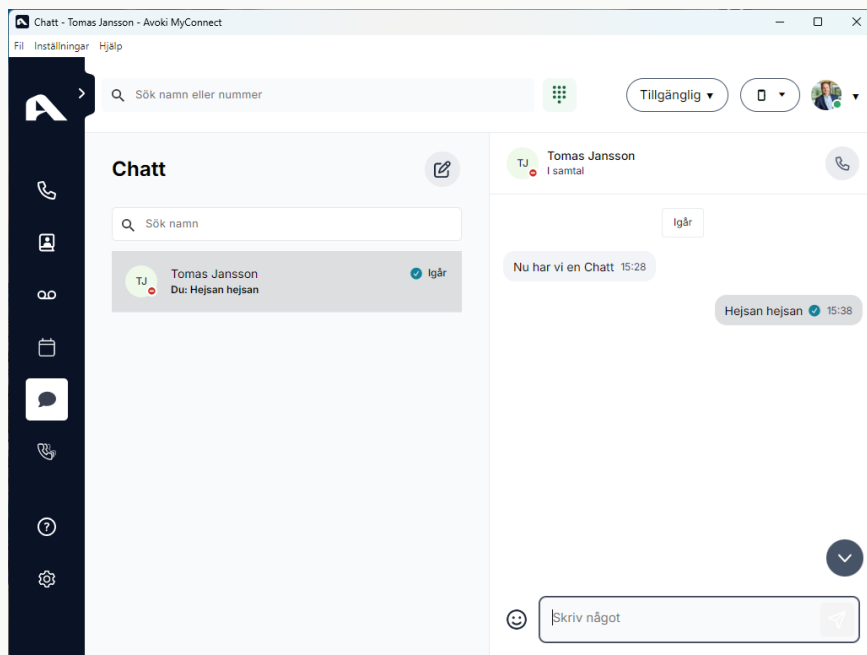 Chatt - Tomas Jansson - Avoki MyConnect
Fil Inställningar Hjälp
Sök namn eller nummer
Tillgänglig
Chatt
Sök namn
TJ
Tomas Jansson
Igår
Du: Hejsan hejsan
TJ
Tomas Jansson
I samtal
Igår
Nu har vi en Chatt 15:28
Hejsan hejsan 15:38
Skriv något